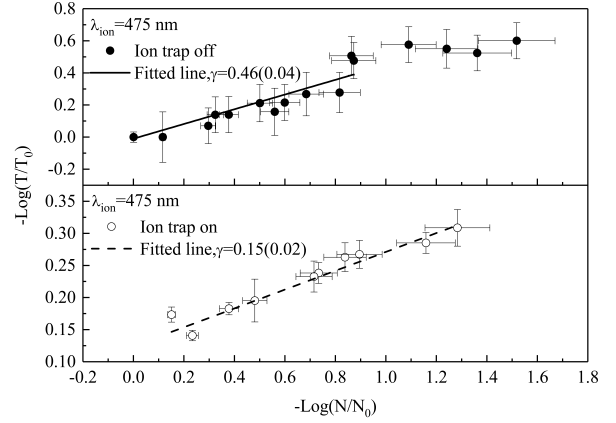 0.8
λion=475 nm
0.6
Ion trap off
0.4
Fitted line,γ=0.46(0.04)
0.2
0.0
-0.2
-Log(T/T0)
λion=475 nm
0.35
Ion trap on
0.30
Fitted line,γ=0.15(0.02)
0.25
0.20
0.15
0.10
-0.2 0.0 0.2 0.4 0.6 0.8 1.0 1.2 1.4 1.6 1.8
-Log(N/N0)